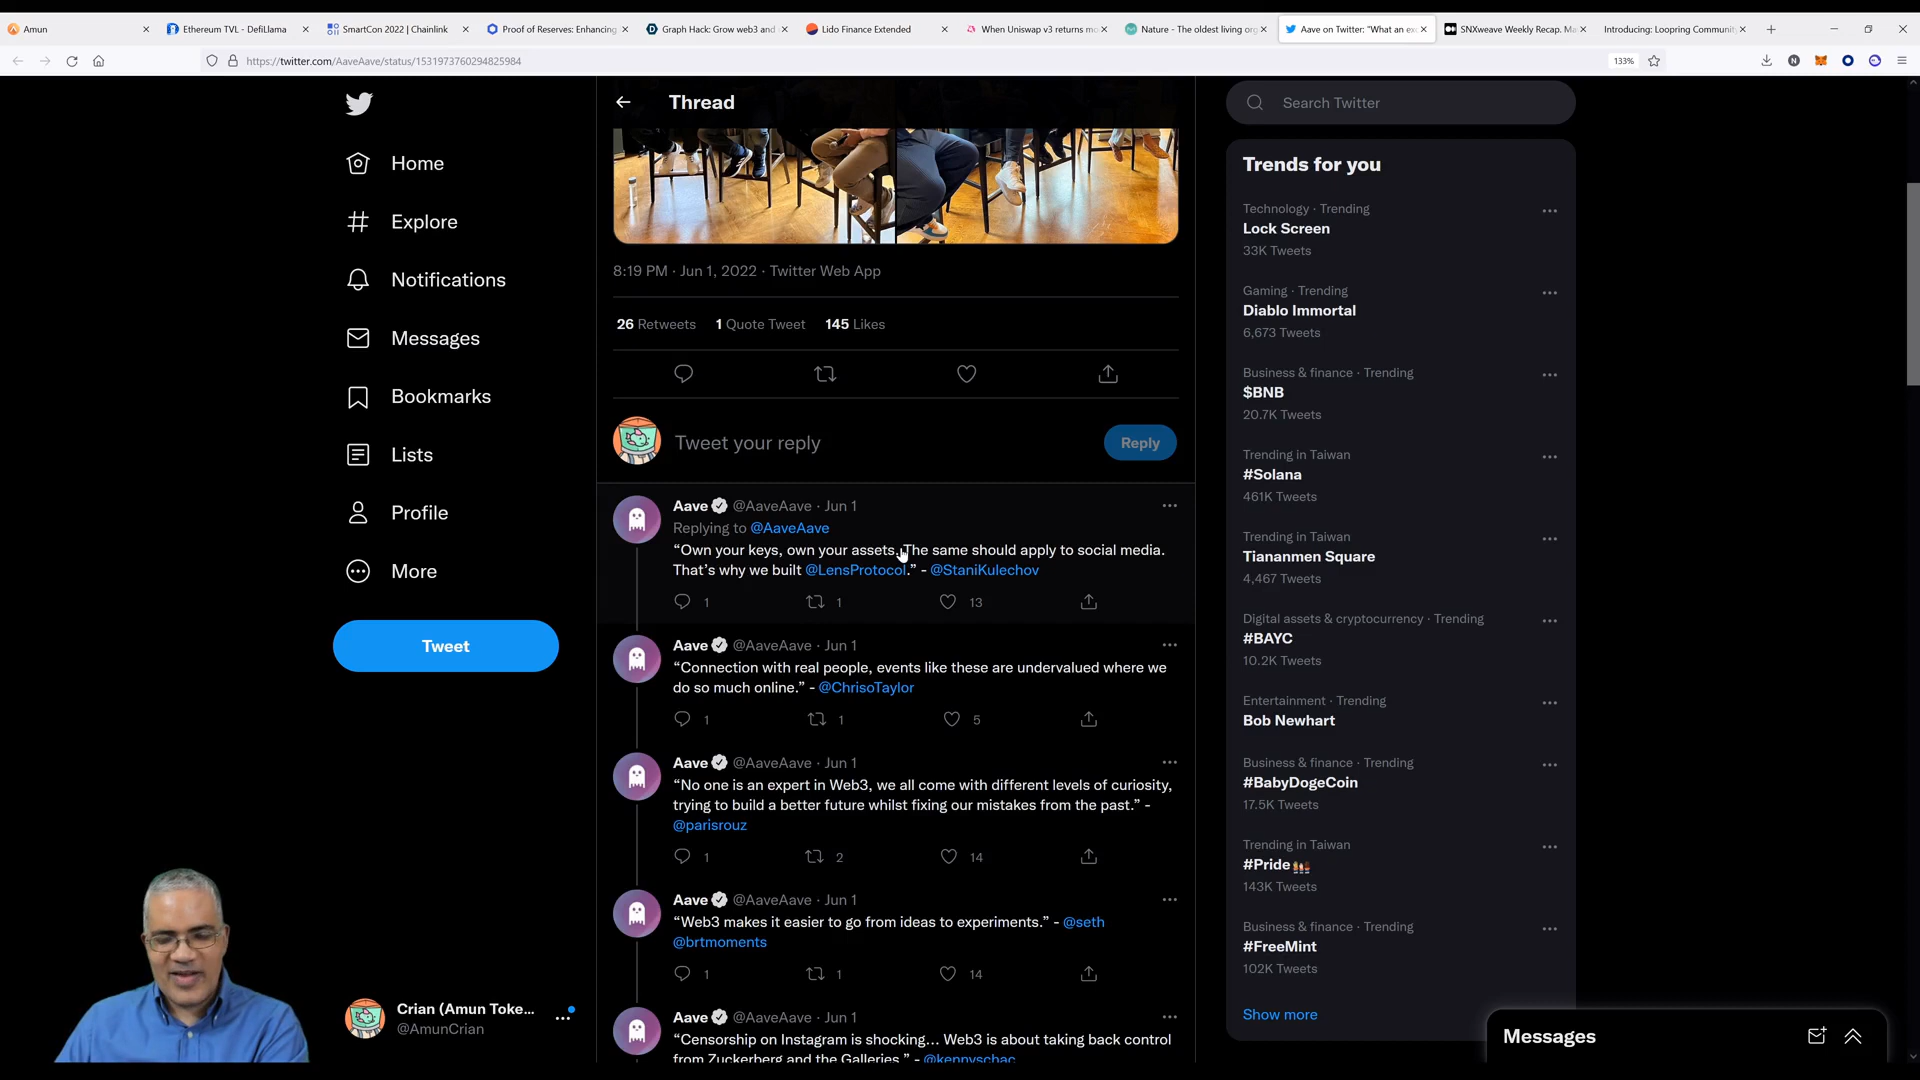 Amun
Ethereum TVL - DefiLlama
SmartCon 2022 | Chainlink
Proof of Reserves: Enhancing
Graph Hack: Grow web3 and
Lido Finance Extended
When Uniswap v3 returns mo
Nature - The oldest living org
Aave on Twitter: "What an ex
SNXweave Weekly Recap. Ma
Introducing: Loopring Communit
https://twitter.com/AaveAave/status/1531973760294825984
133%
Home
Explore
Notifications
Messages
Bookmarks
Lists
Profile
More
Tweet
Crian (Amun Toke...
@AmunCrian
Thread
8:19 PM · Jun 1, 2022 · Twitter Web App
26 Retweets 1 Quote Tweet 145 Likes
Tweet your reply
Reply
Aave @AaveAave · Jun 1
Replying to @AaveAave
“Own your keys, own your assets. The same should apply to social media.
That’s why we built @LensProtocol.” - @StaniKulechov
1 1 13
Aave @AaveAave · Jun 1
“Connection with real people, events like these are undervalued where we
do so much online.” - @ChrisoTaylor
1 1 5
Aave @AaveAave · Jun 1
“No one is an expert in Web3, we all come with different levels of curiosity,
trying to build a better future whilst fixing our mistakes from the past.” -
@parisrouz
1 2 14
Aave @AaveAave · Jun 1
“Web3 makes it easier to go from ideas to experiments.” - @seth
@brtmoments
1 1 14
Aave @AaveAave · Jun 1
“Censorship on Instagram is shocking... Web3 is about taking back control
from Zuckerberg and the Galleries.” - @kennyschac
Search Twitter
Trends for you
Technology · Trending
Lock Screen
33K Tweets
Gaming · Trending
Diablo Immortal
6,673 Tweets
Business & finance · Trending
$BNB
20.7K Tweets
Trending in Taiwan
#Solana
461K Tweets
Trending in Taiwan
Tiananmen Square
4,467 Tweets
Digital assets & cryptocurrency · Trending
#BAYC
10.2K Tweets
Entertainment · Trending
Bob Newhart
Business & finance · Trending
#BabyDogeCoin
17.5K Tweets
Trending in Taiwan
#Pride
143K Tweets
Business & finance · Trending
#FreeMint
102K Tweets
Show more
Messages